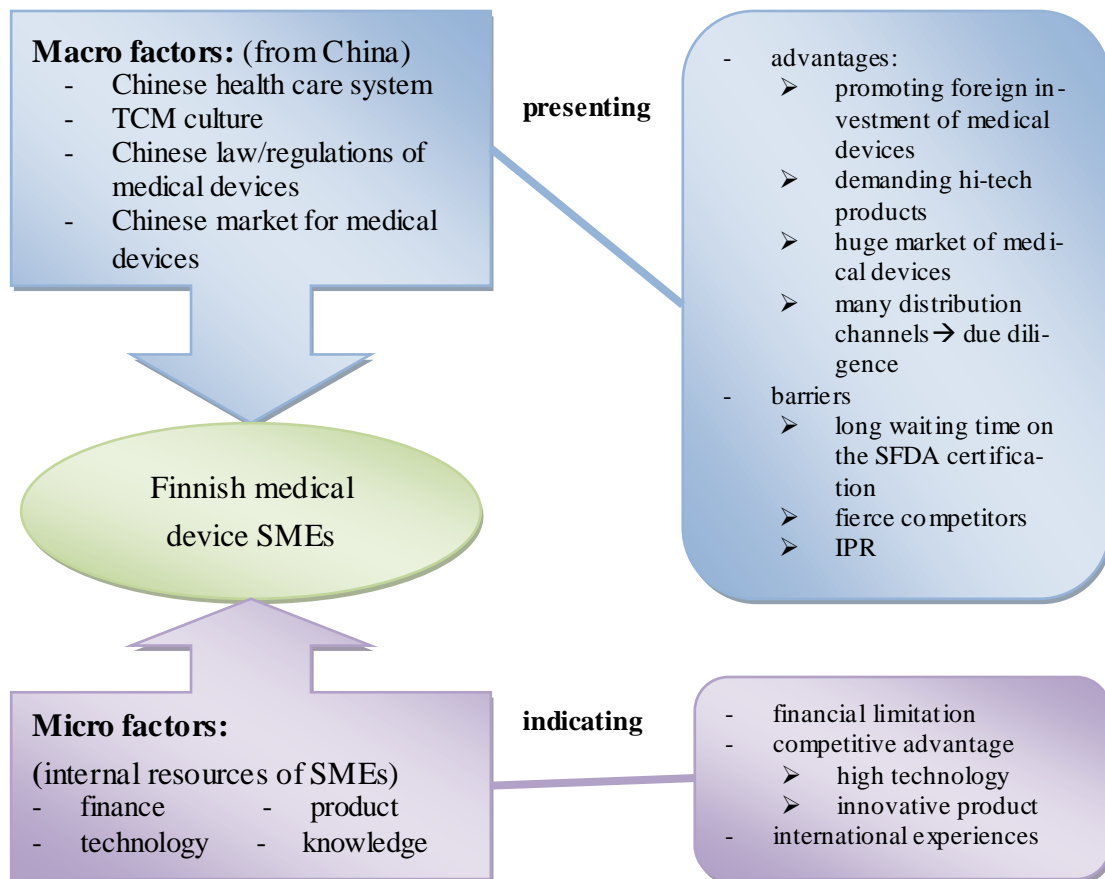 Macro factors: (from China)
- Chinese health care system
- TCM culture
- Chinese law/regulations of
medical devices
- Chinese market for medical
devices
presenting
- advantages:
➢ promoting foreign in-
vestment of medical
devices
➢ demanding hi-tech
products
➢ huge market of medi-
cal devices
➢ many distribution
channels → due dili-
gence
- barriers
➢ long waiting time on
the SFDA certifica-
tion
➢ fierce competitors
➢ IPR
Finnish medical
device SMEs
Micro factors:
(internal resources of SMEs)
- finance - product
- technology - knowledge
indicating
- financial limitation
- competitive advantage
➢ high technology
➢ innovative product
- international experiences